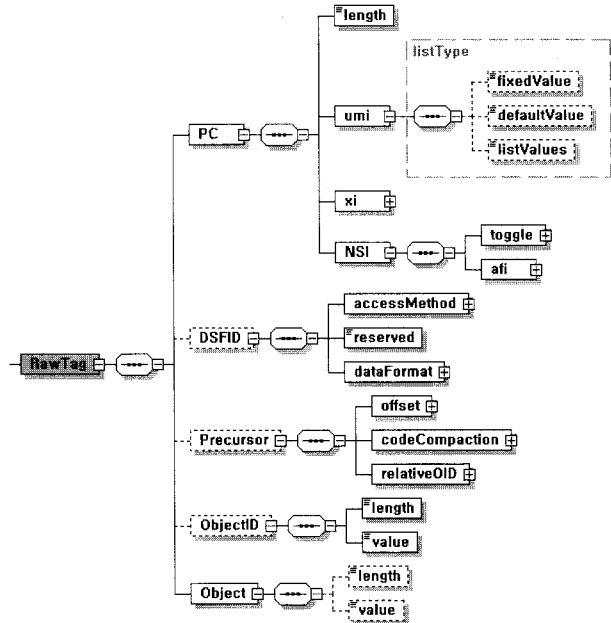 length
listType
fixedValue
umi
defaultValue
listValues
PC
xi
NSI
toggle
afi
accessMethod
DSFID
reserved
dataFormat
RawTag
offset
Precursor
codeCompaction
relativeOID
length
ObjectID
value
length
Object
value